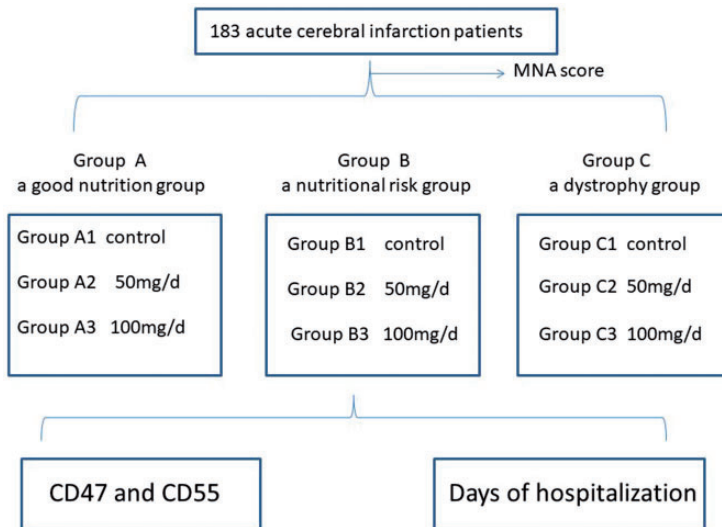 183 acute cerebral infarction patients
MNA score
Group A
a good nutrition group
Group B
a nutritional risk group
Group C
a dystrophy group
Group A1 control
Group A2 50mg/d
Group A3 100mg/d
Group B1 control
Group B2 50mg/d
Group B3 100mg/d
Group C1 control
Group C2 50mg/d
Group C3 100mg/d
CD47 and CD55
Days of hospitalization